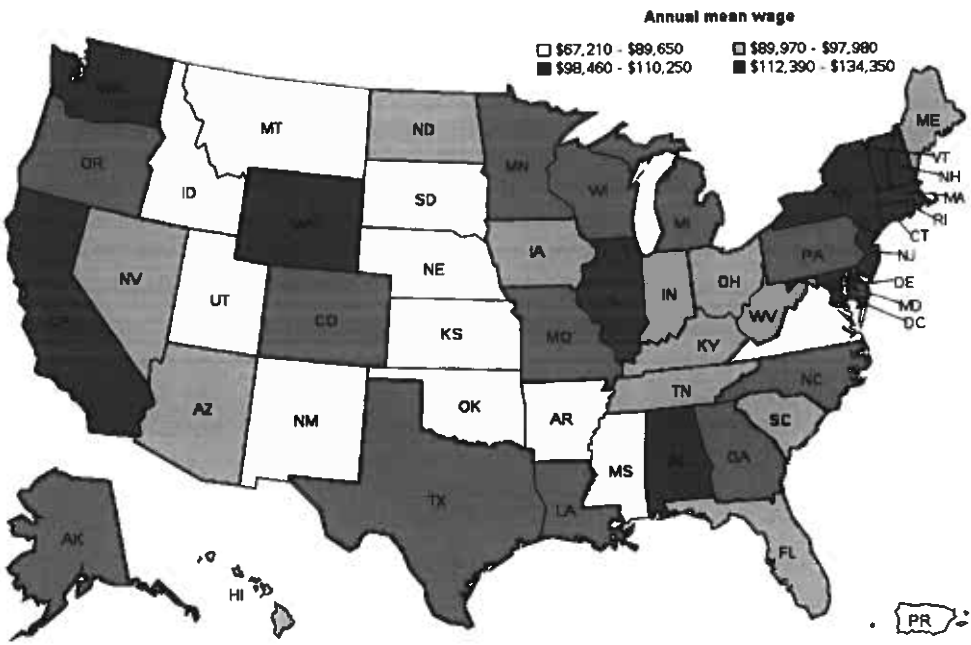 Annual mean wage
$67,210 - $89,650
$89,970 - $97,980
$98,460 - $110,250
$112,390 - $134,350
MT
ND
MN
ME
OR
ID
SD
WI
MI
VT
NH
MA
RI
CT
NJ
DE
MD
DC
PA
NV
UT
CO
NE
IA
IN
OH
WV
KS
MO
KY
NC
TN
SC
AZ
NM
OK
AR
MS
AL
GA
TX
LA
FL
AK
HI
PR
CA